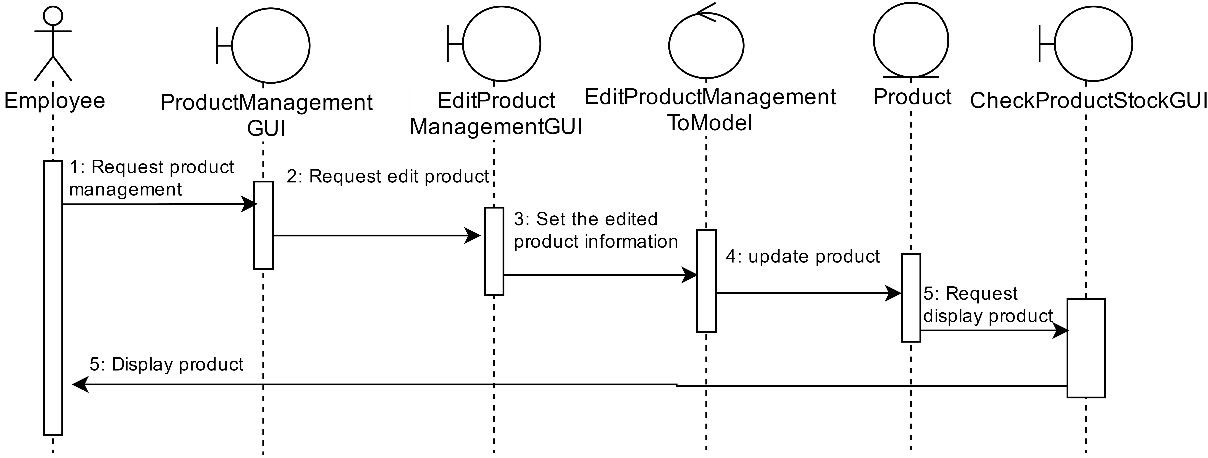 Employee
ProductManagement
GUI
EditProduct
ManagementGUI
EditProductManagement
ToModel
Product
CheckProductStockGUI
1: Request product
management
2: Request edit product
3: Set the edited
product information
4: update product
5: Request
display product
5: Display product